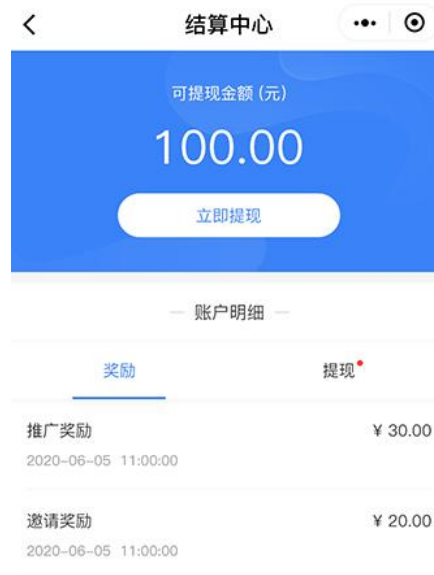 结算中心
可提现金额 (元)
100.00
立即提现
账户明细
奖励 提现
推广奖励 ¥ 30.00
2020-06-05 11:00:00
邀请奖励 ¥ 20.00
2020-06-05 11:00:00